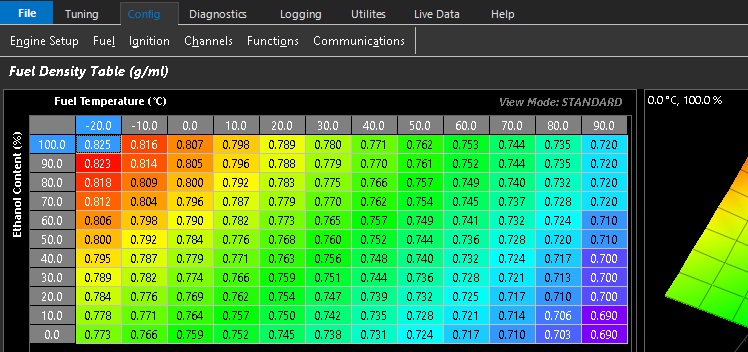 File Tuning Config Diagnostics Logging Utilites Live Data Help
Engine Setup Fuel Ignition Channels Functions Communications
Fuel Density Table (g/ml)
Fuel Temperature (°C) View Mode: STANDARD 0.0 °C, 100.0 %
Ethanol Content (%)
-20.0 -10.0 0.0 10.0 20.0 30.0 40.0 50.0 60.0 70.0 80.0 90.0
100.0 0.825 0.816 0.807 0.798 0.789 0.780 0.771 0.762 0.753 0.744 0.735 0.720
90.0 0.823 0.814 0.805 0.796 0.788 0.779 0.770 0.761 0.752 0.744 0.735 0.720
80.0 0.818 0.809 0.800 0.792 0.783 0.775 0.766 0.757 0.749 0.740 0.732 0.720
70.0 0.812 0.804 0.796 0.787 0.779 0.770 0.762 0.754 0.745 0.737 0.728 0.720
60.0 0.806 0.798 0.790 0.782 0.773 0.765 0.757 0.749 0.741 0.732 0.724 0.710
50.0 0.800 0.792 0.784 0.776 0.768 0.760 0.752 0.744 0.736 0.728 0.720 0.710
40.0 0.795 0.787 0.779 0.771 0.763 0.756 0.748 0.740 0.732 0.724 0.717 0.700
30.0 0.789 0.782 0.774 0.766 0.759 0.751 0.744 0.736 0.728 0.721 0.713 0.700
20.0 0.784 0.776 0.769 0.762 0.754 0.747 0.739 0.732 0.725 0.717 0.710 0.700
10.0 0.778 0.771 0.764 0.757 0.750 0.742 0.735 0.728 0.721 0.714 0.706 0.690
0.0 0.773 0.766 0.759 0.752 0.745 0.738 0.731 0.724 0.717 0.710 0.703 0.690